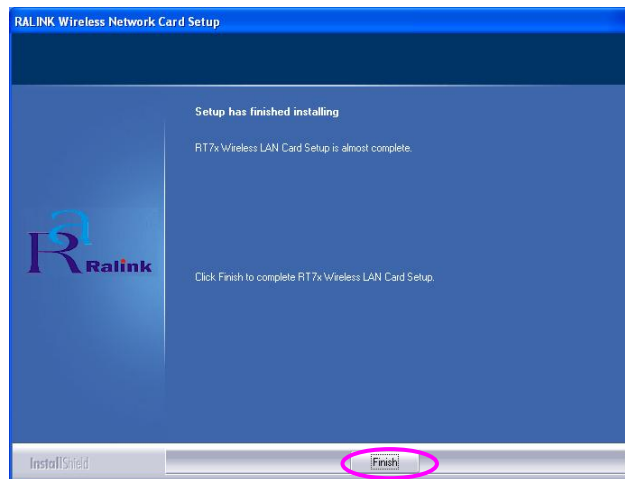 RALINK Wireless Network Card Setup
Setup has finished installing
RT7x Wireless LAN Card Setup is almost complete.
Ralink
Click Finish to complete RT7x Wireless LAN Card Setup.
InstallShield
Finish